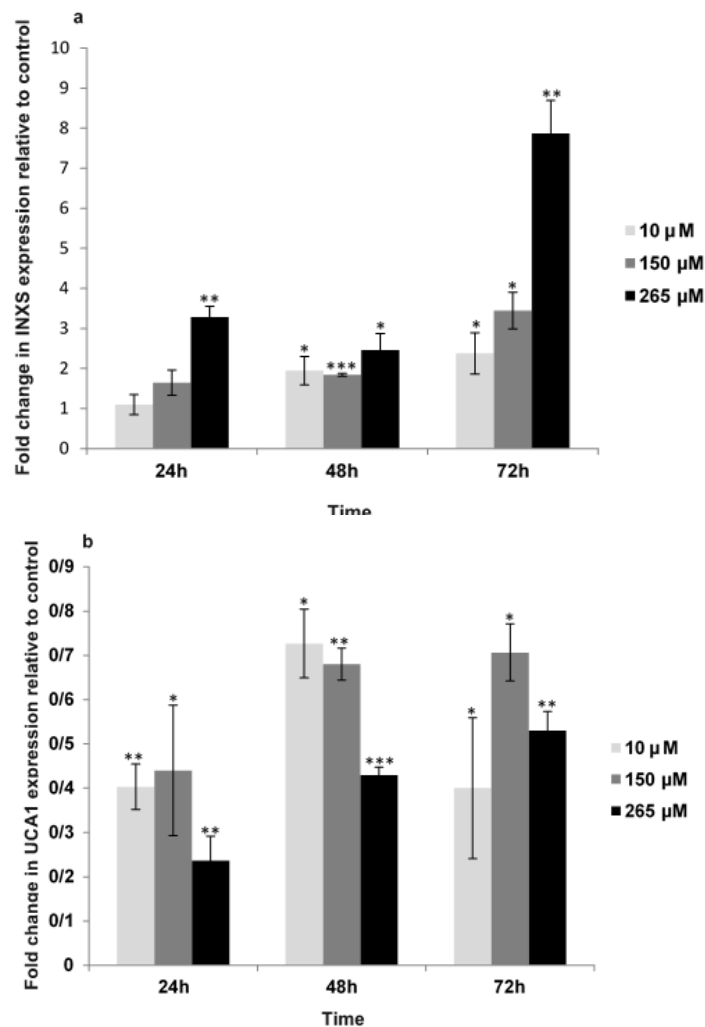 a
Fold change in INXS expression relative to control
10
9
8
7
6
5
4
3
2
1
0
**
*
***
*
*
*
**
24h 48h 72h
Time
10 µM
150 µM
265 µM
b
Fold change in UCA1 expression relative to control
0/9
0/8
0/7
0/6
0/5
0/4
0/3
0/2
0/1
0
**
*
**
*
**
***
*
*
**
24h 48h 72h
Time
10 µM
150 µM
265 µM